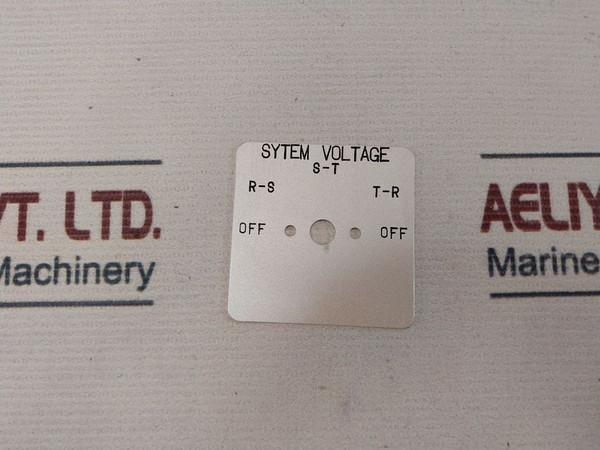 SYTEM VOLTAGE
S-T
R-S T-R
OFF OFF
VT. LTD.
Machinery
AELIY
Marine